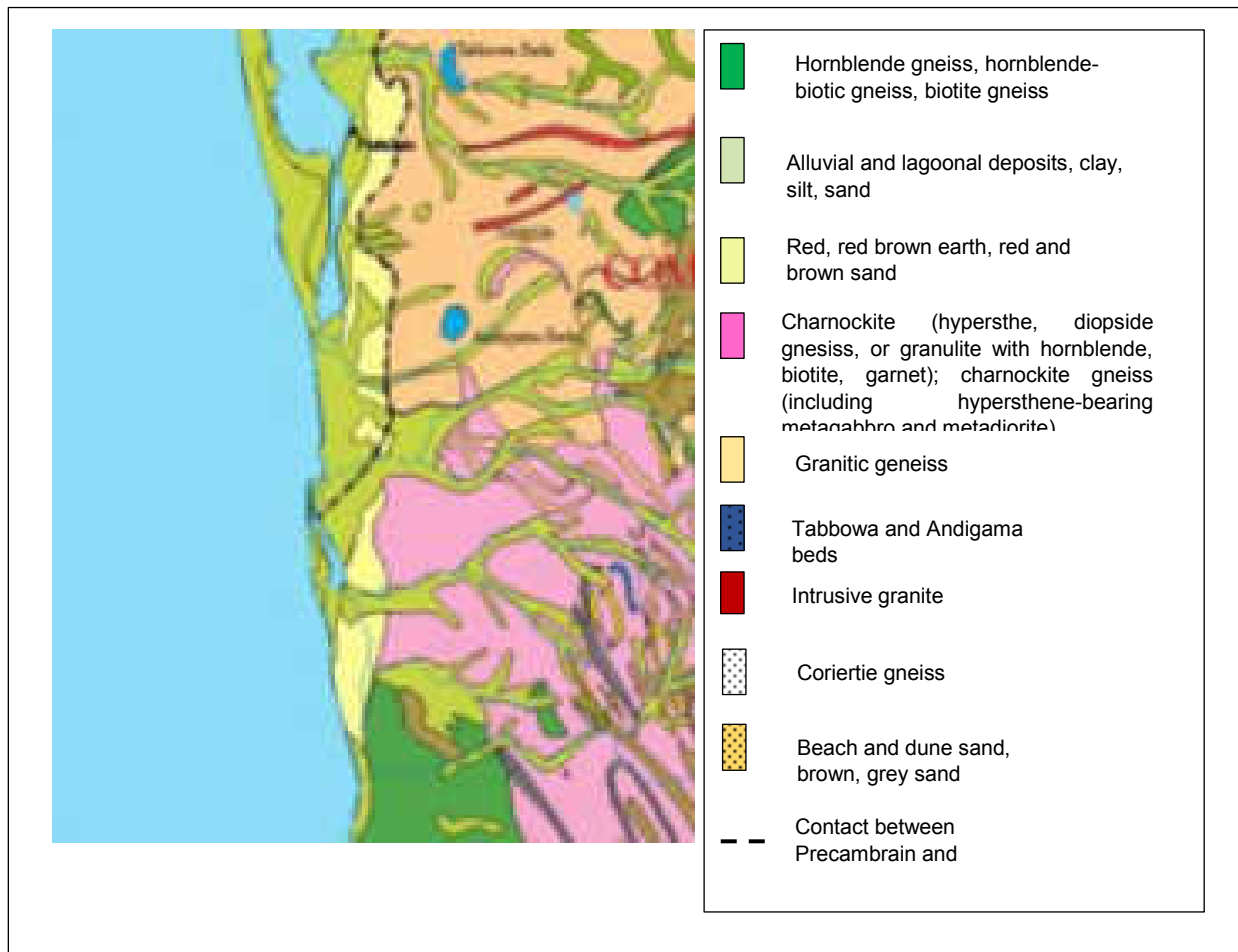 Tabbowa Beds
Hornblende gneiss, hornblende-
biotic gneiss, biotite gneiss
Alluvial and lagoonal deposits, clay,
silt, sand
Red, red brown earth, red and
brown sand
Charnockite (hypersthe, diopside
gnesiss, or granulite with hornblende,
biotite, garnet); charnockite gneiss
(including hypersthene-bearing
metagabbro and metadiorite)
Granitic geneiss
Tabbowa and Andigama
beds
Intrusive granite
Coriertie gneiss
Beach and dune sand,
brown, grey sand
Contact between
Precambrain and